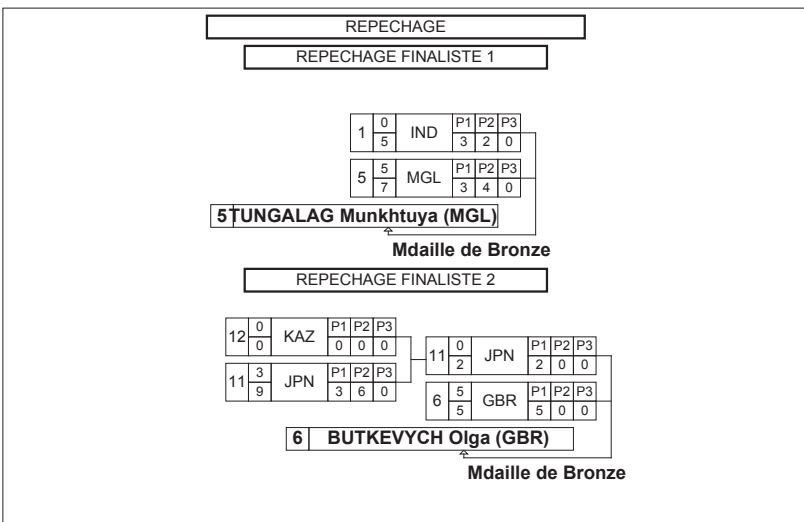 REPECHAGE
REPECHAGE FINALISTE 1
1 0 IND P1 P2 P3
5 3 2 0
5 5 MGL P1 P2 P3
7 3 4 0
5 TUNGALAG Munkhtuya (MGL)
Mdaille de Bronze
REPECHAGE FINALISTE 2
12 0 KAZ P1 P2 P3
0 0 0 0
11 3 JPN P1 P2 P3
9 3 6 0
11 0 JPN P1 P2 P3
2 2 0 0
6 5 GBR P1 P2 P3
5 5 0 0
6 BUTKEVYCH Olga (GBR)
Mdaille de Bronze